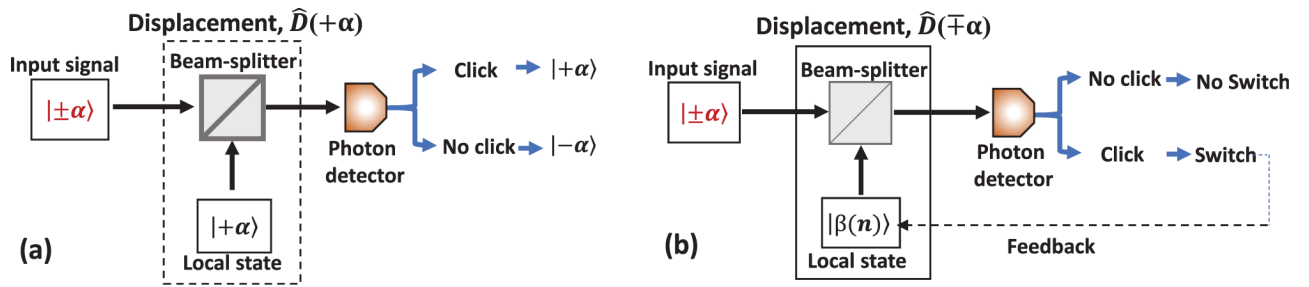 Displacement, D̂(+α)
Input signal
Beam-splitter
|±α⟩
Click
|+α⟩
No click
|−α⟩
Photon
detector
|+α⟩
Local state
(a)
Displacement, D̂(∓α)
Input signal
Beam-splitter
|±α⟩
No click
No Switch
Click
Switch
Photon
detector
|β(n)⟩
Local state
Feedback
(b)